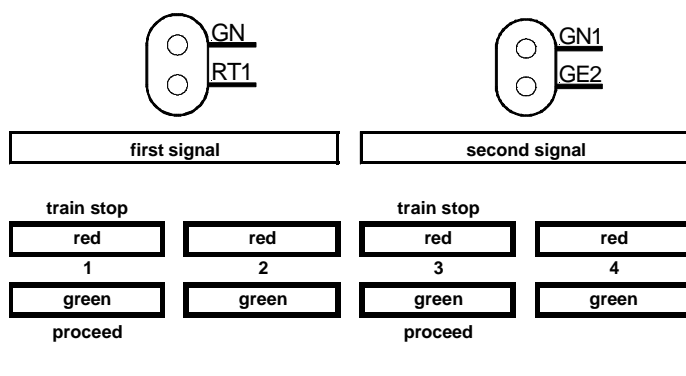 GN GN1
RT1 GE2
first signal second signal
train stop train stop
red red red red
1 2 3 4
green green green green
proceed proceed